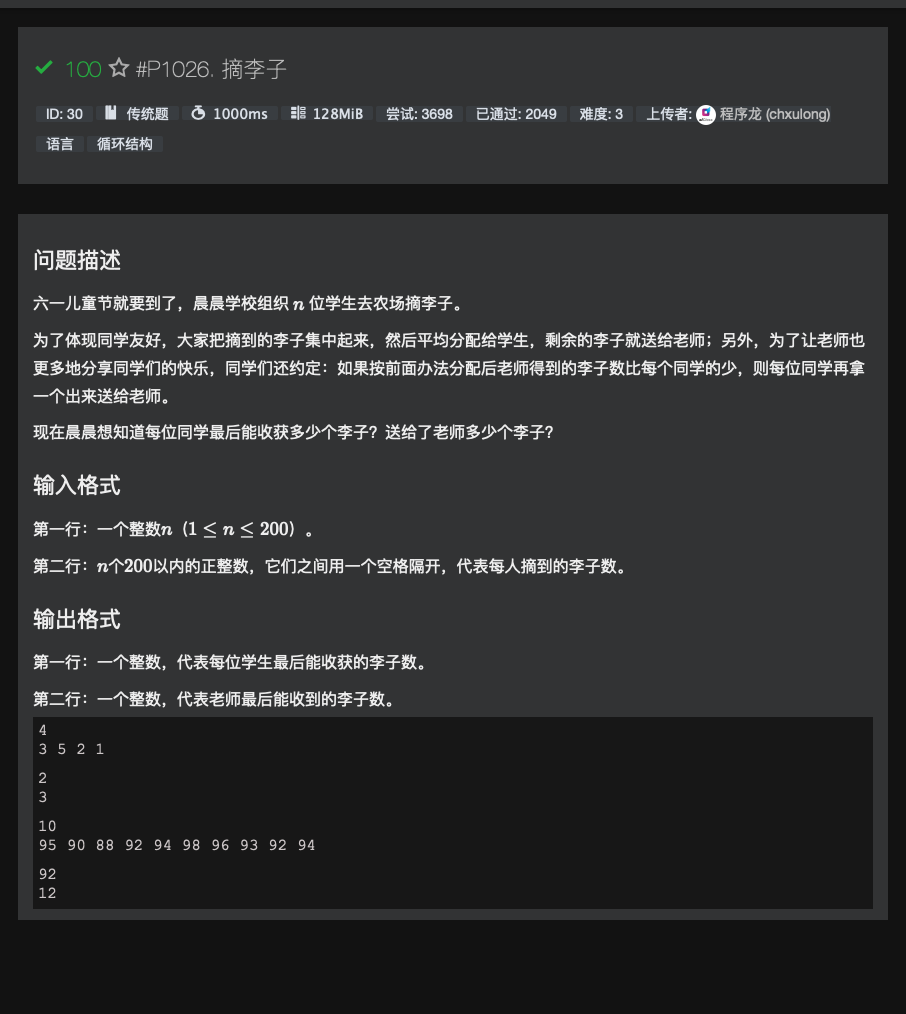 100 #P1026. 摘李子
ID: 30 传统题 1000ms 128MiB 尝试: 3698 已通过: 2049 难度: 3 上传者: 程序龙 (chxulong)
语言 循环结构
问题描述
六一儿童节就要到了，晨晨学校组织 n 位学生去农场摘李子。
为了体现同学友好，大家把摘到的李子集中起来，然后平均分配给学生，剩余的李子就送给老师；另外，为了让老师也
更多地分享同学们的快乐，同学们还约定：如果按前面办法分配后老师得到的李子数比每个同学的少，则每位同学再拿
一个出来送给老师。
现在晨晨想知道每位同学最后能收获多少个李子？送给了老师多少个李子？
输入格式
第一行：一个整数n（1 ≤ n ≤ 200）。
第二行：n个200以内的正整数，它们之间用一个空格隔开，代表每人摘到的李子数。
输出格式
第一行：一个整数，代表每位学生最后能收获的李子数。
第二行：一个整数，代表老师最后能收到的李子数。
4
3 5 2 1
2
3
10
95 90 88 92 94 98 96 93 92 94
92
12